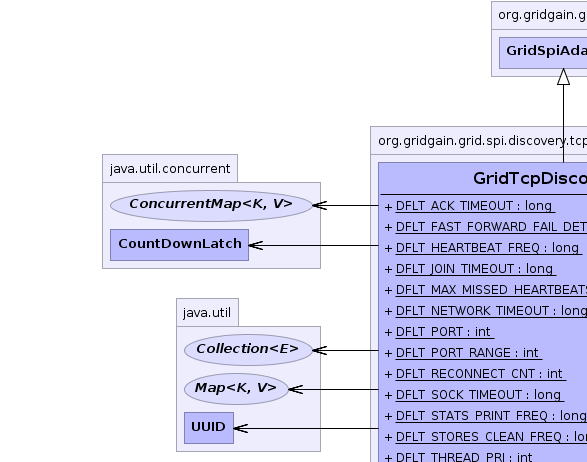 org.gridgain.g
GridSpiAda
org.gridgain.grid.spi.discovery.tcp
GridTcpDisco
+ DFLT_ACK_TIMEOUT : long
+ DFLT_FAST_FORWARD_FAIL_DET
+ DFLT_HEARTBEAT_FREQ : long
+ DFLT_JOIN_TIMEOUT : long
+ DFLT_MAX_MISSED_HEARTBEATS
+ DFLT_NETWORK_TIMEOUT : long
+ DFLT_PORT : int
+ DFLT_PORT_RANGE : int
+ DFLT_RECONNECT_CNT : int
+ DFLT_SOCK_TIMEOUT : long
+ DFLT_STATS_PRINT_FREQ : long
+ DFLT_STORES_CLEAN_FREQ : lon
+ DFLT_THREAD_PRI : int
java.util.concurrent
ConcurrentMap<K, V>
CountDownLatch
java.util
Collection<E>
Map<K, V>
UUID